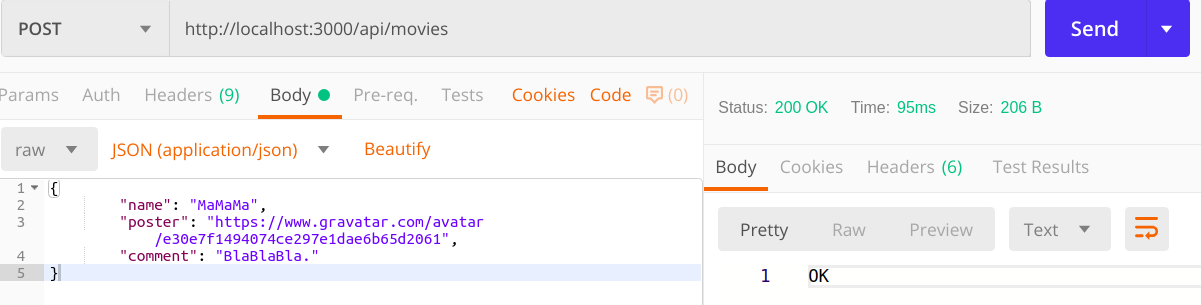 POST
http://localhost:3000/api/movies
Send
Params Auth Headers (9) Body Pre-req. Tests Cookies Code (0)
raw JSON (application/json) Beautify
1 {
2 "name": "MaMaMa",
3 "poster": "https://www.gravatar.com/avatar
/e30e7f1494074ce297e1dae6b65d2061",
4 "comment": "BlaBlaBla."
5 }
Status: 200 OK Time: 95ms Size: 206 B
Body Cookies Headers (6) Test Results
Pretty Raw Preview Text
1 OK